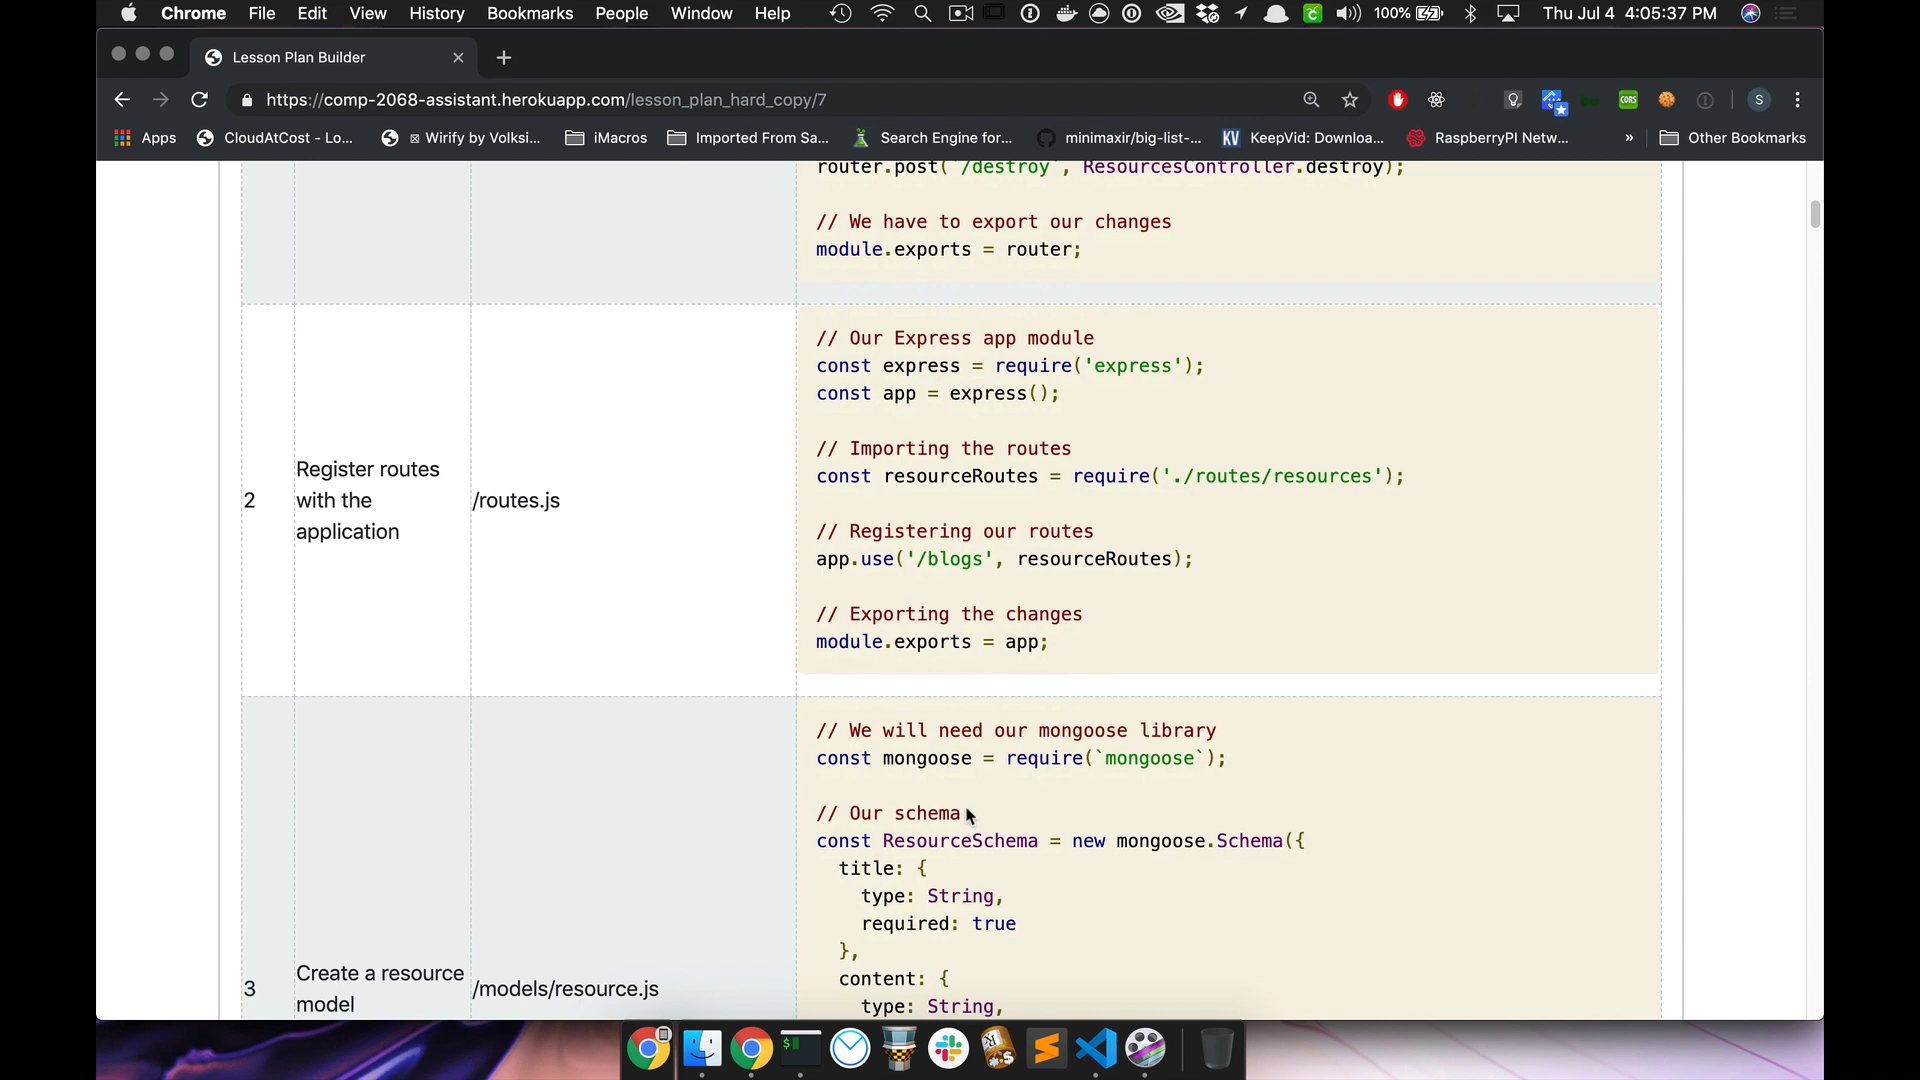 Chrome File Edit View History Bookmarks People Window Help 100% Thu Jul 4 4:05:37 PM
Lesson Plan Builder
https://comp-2068-assistant.herokuapp.com/lesson_plan_hard_copy/7
CORS
S
Apps CloudAtCost - Lo... Wirify by Volksi... iMacros Imported From Sa... Search Engine for... minimaxir/big-list-... KV KeepVid: Downloa... RaspberryPI Netw... » Other Bookmarks
router.post(`/destroy`, ResourcesController.destroy);
// We have to export our changes
module.exports = router;
2
Register routes
with the
application
/routes.js
// Our Express app module
const express = require('express');
const app = express();
// Importing the routes
const resourceRoutes = require('./routes/resources');
// Registering our routes
app.use('/blogs', resourceRoutes);
// Exporting the changes
module.exports = app;
3
Create a resource
model
/models/resource.js
// We will need our mongoose library
const mongoose = require(`mongoose`);
// Our schema
const ResourceSchema = new mongoose.Schema({
title: {
type: String,
required: true
},
content: {
type: String,